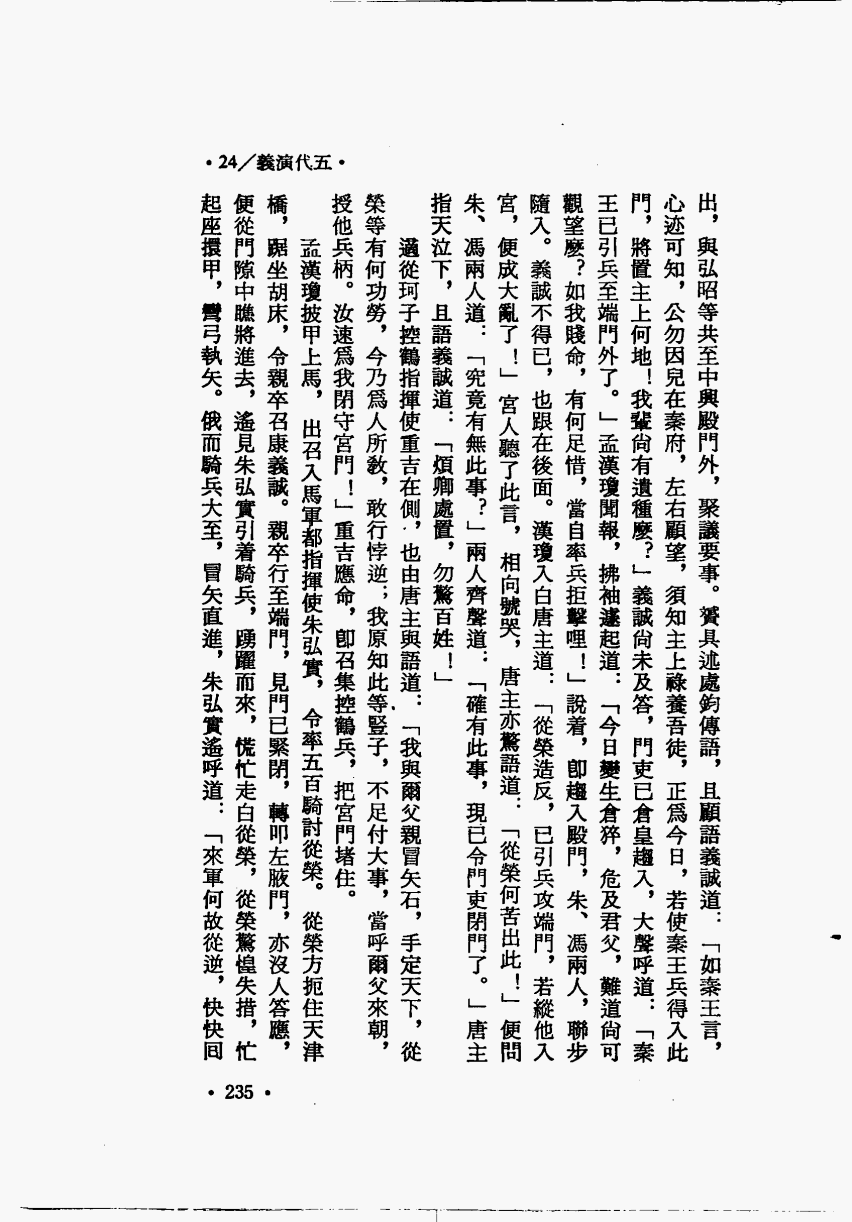 •24／義演代五•
出，與弘昭等共至中興殿門外，聚議要事。贇具述處鈞傳語，且顧語義誠道：「如秦王言，
心迹可知，公勿因兒在秦府，左右顧望，須知主上祿養吾徒，正爲今日，若使秦王兵得入此
門，將置主上何地！我輩尙有遺種麼？」義誠尙未及答，門吏已倉皇趨入，大聲呼道：「秦
王已引兵至端門外了。」孟漢瓊聞報，拂袖遽起道：「今日變生倉猝，危及君父，難道尙可
觀望麼？如我賤命，有何足惜，當自率兵拒擊哩！」說着，卽趨入殿門，朱、馮兩人，聯步
隨入。義誠不得已，也跟在後面。漢瓊入白唐主道：「從榮造反，已引兵攻端門，若縱他入
宮，便成大亂了！」宮人聽了此言，相向號哭，唐主亦驚語道：「從榮何苦出此！」便問
朱、馮兩人道：「究竟有無此事？」兩人齊聲道：「確有此事，現已令門吏閉門了。」唐主
指天泣下，且語義誠道：「煩卿處置，勿驚百姓！」
適從珂子控鶴指揮使重吉在側，也由唐主與語道：「我與爾父親冒矢石，手定天下，從
榮等有何功勞，今乃爲人所敎，敢行悖逆；我原知此等豎子，不足付大事，當呼爾父來朝，
授他兵柄。汝速爲我閉守宮門！」重吉應命，卽召集控鶴兵，把宮門堵住。
孟漢瓊披甲上馬，出召入馬軍都指揮使朱弘實，令率五百騎討從榮。從榮方扼住天津
橋，踞坐胡床，令親卒召康義誠。親卒行至端門，見門已緊閉，轉叩左腋門，亦沒人答應，
便從門隙中瞧將進去，遙見朱弘實引着騎兵，踴躍而來，慌忙走白從榮，從榮驚惶失措，忙
起座擐甲，彎弓執矢。俄而騎兵大至，冒矢直進，朱弘實遙呼道：「來軍何故從逆，快快囘
•235•